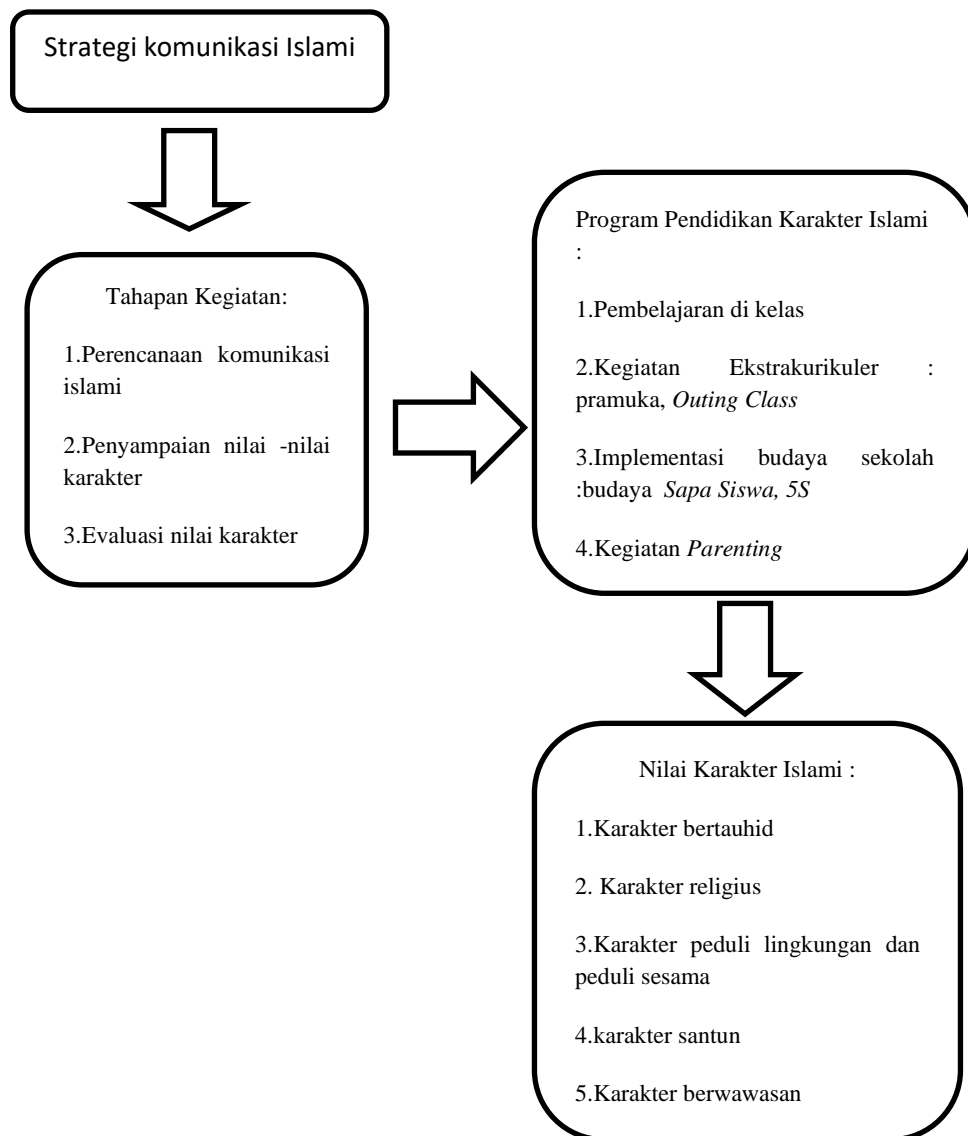 Strategi komunikasi Islami
Tahapan Kegiatan:
1.Perencanaan komunikasi
islami
2.Penyampaian nilai -nilai
karakter
3.Evaluasi nilai karakter
Program Pendidikan Karakter Islami
:
1.Pembelajaran di kelas
2.Kegiatan Ekstrakurikuler :
pramuka, Outing Class
3.Implementasi budaya sekolah
:budaya Sapa Siswa, 5S
4.Kegiatan Parenting
Nilai Karakter Islami :
1.Karakter bertauhid
2. Karakter religius
3.Karakter peduli lingkungan dan
peduli sesama
4.karakter santun
5.Karakter berwawasan